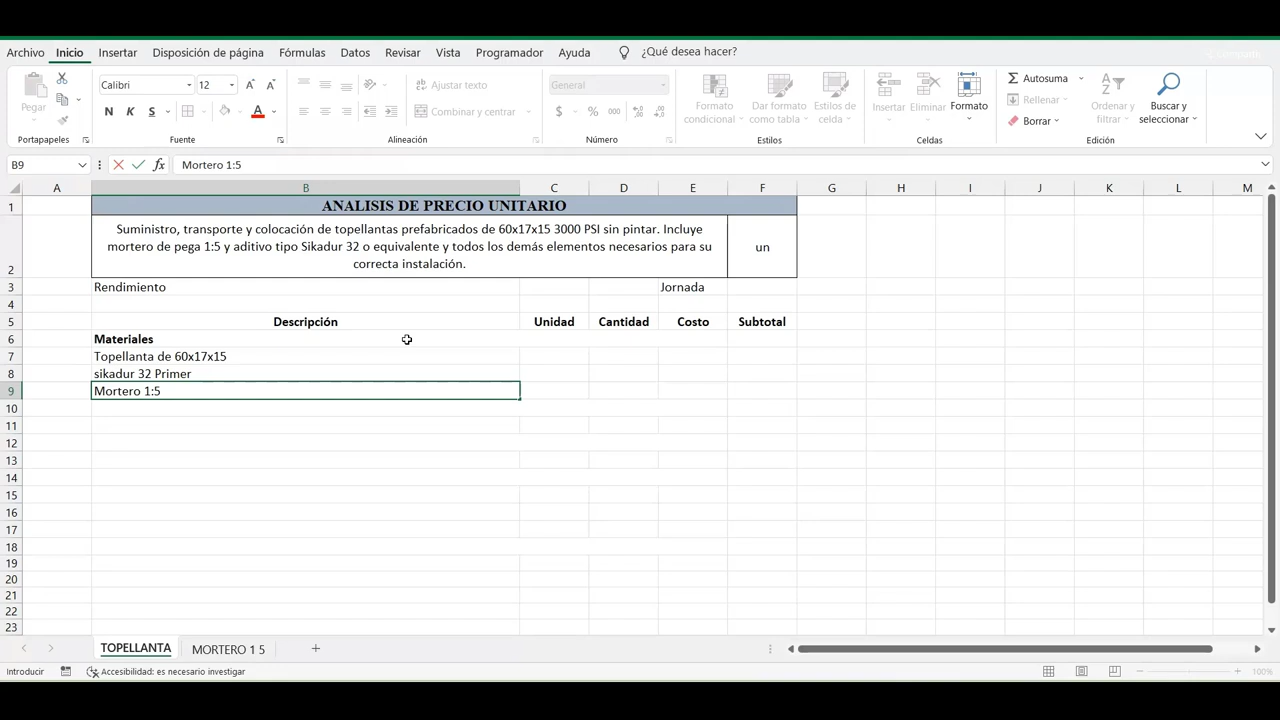 Archivo Inicio Insertar Disposición de página Fórmulas Datos Revisar Vista Programador Ayuda ¿Qué desea hacer?
Pegar Calibri 12 Ajustar texto General Formato condicional Dar formato como tabla Estilos de celda Insertar Eliminar Formato Autosuma Rellenar Borrar Ordenar y filtrar Buscar y seleccionar
N K S Combinar y centrar $ % 000
Portapapeles Fuente Alineación Número Estilos Celdas Edición
B9 fx Mortero 1:5
A B C D E F G H I J K L M
1 ANALISIS DE PRECIO UNITARIO
Suministro, transporte y colocación de topellantas prefabricados de 60x17x15 3000 PSI sin pintar. Incluye
mortero de pega 1:5 y aditivo tipo Sikadur 32 o equivalente y todos los demás elementos necesarios para su un
2 correcta instalación.
3 Rendimiento Jornada
4
5 Descripción Unidad Cantidad Costo Subtotal
6 Materiales
7 Topellanta de 60x17x15
8 sikadur 32 Primer
9 Mortero 1:5
10
11
12
13
14
15
16
17
18
19
20
21
22
23
TOPELLANTA MORTERO 1 5
Introducir Accesibilidad: es necesario investigar 100%